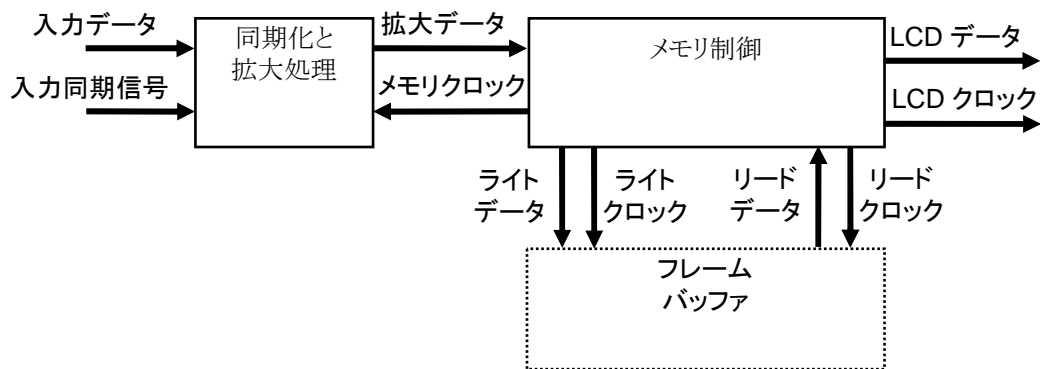 入力データ
入力同期信号
同期化と
拡大処理
拡大データ
メモリクロック
メモリ制御
LCD データ
LCD クロック
ライト
データ
ライト
クロック
リード
データ
リード
クロック
フレーム
バッファ